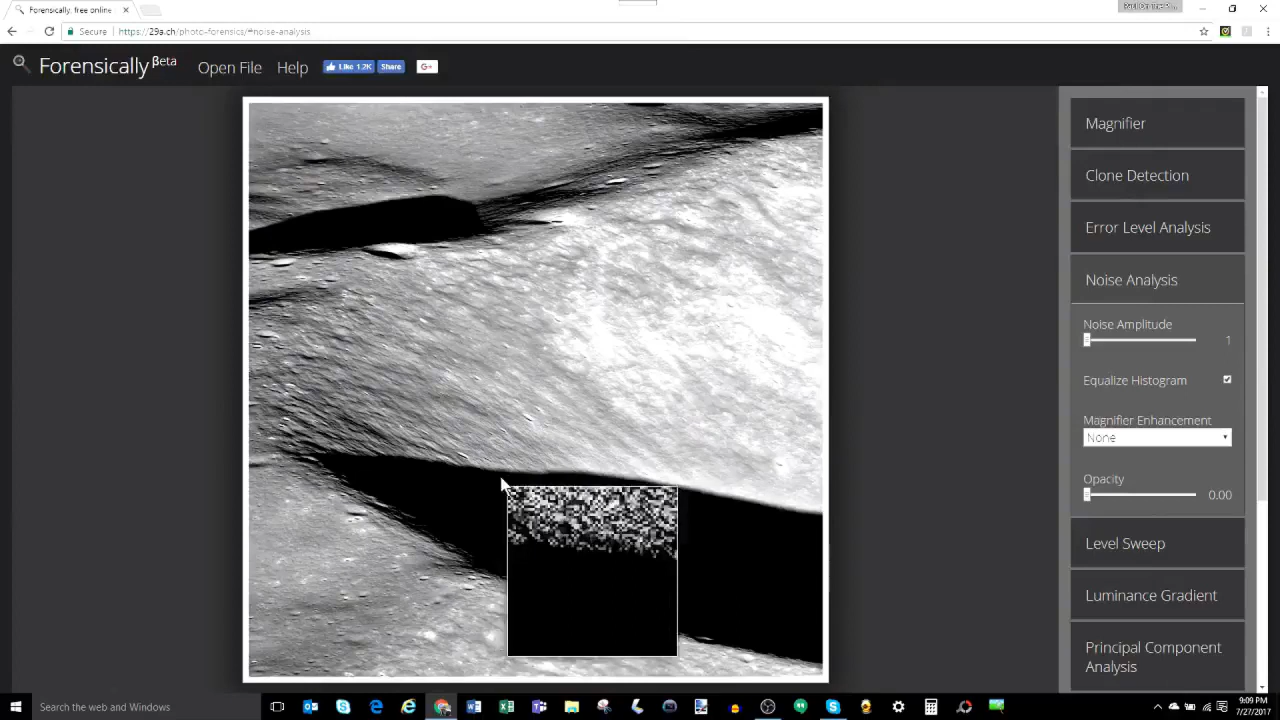 Forensically, free online
Secure https://29a.ch/photo-forensics/#noise-analysis
Forensically Beta Open File Help Like 1.2K Share G+
Magnifier
Clone Detection
Error Level Analysis
Noise Analysis
Noise Amplitude
1
Equalize Histogram
Magnifier Enhancement
None
Opacity
0.00
Level Sweep
Luminance Gradient
Principal Component
Analysis
Search the web and Windows
9:09 PM
7/27/2017